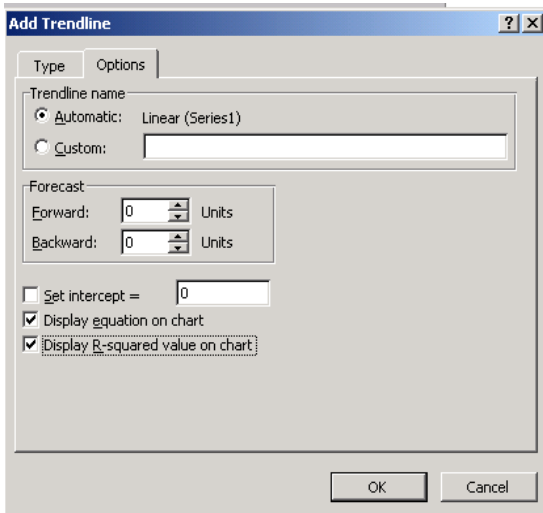 Add Trendline
Type Options
Trendline name
Automatic: Linear (Series1)
Custom:
Forecast
Forward: 0 Units
Backward: 0 Units
Set intercept = 0
Display equation on chart
Display R-squared value on chart
OK Cancel